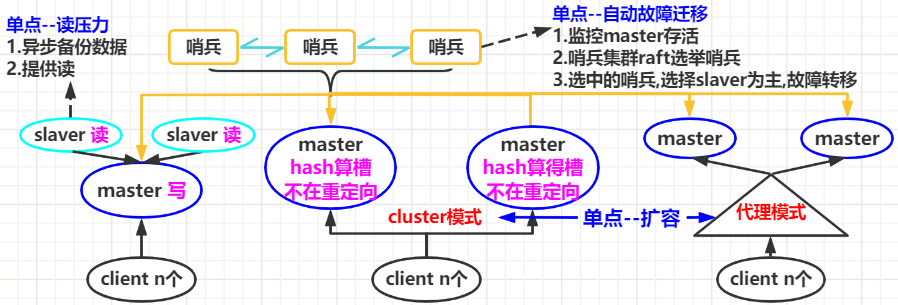 单点--读压力
1.异步备份数据
2.提供读
哨兵
哨兵
哨兵
单点--自动故障迁移
1.监控master存活
2.哨兵集群raft选举哨兵
3.选中的哨兵,选择slaver为主,故障转移
slaver 读
slaver 读
master 写
client n个
master
hash算槽
不在重定向
master
hash算得槽
不在重定向
cluster模式
client n个
单点--扩容
master
master
代理模式
client n个